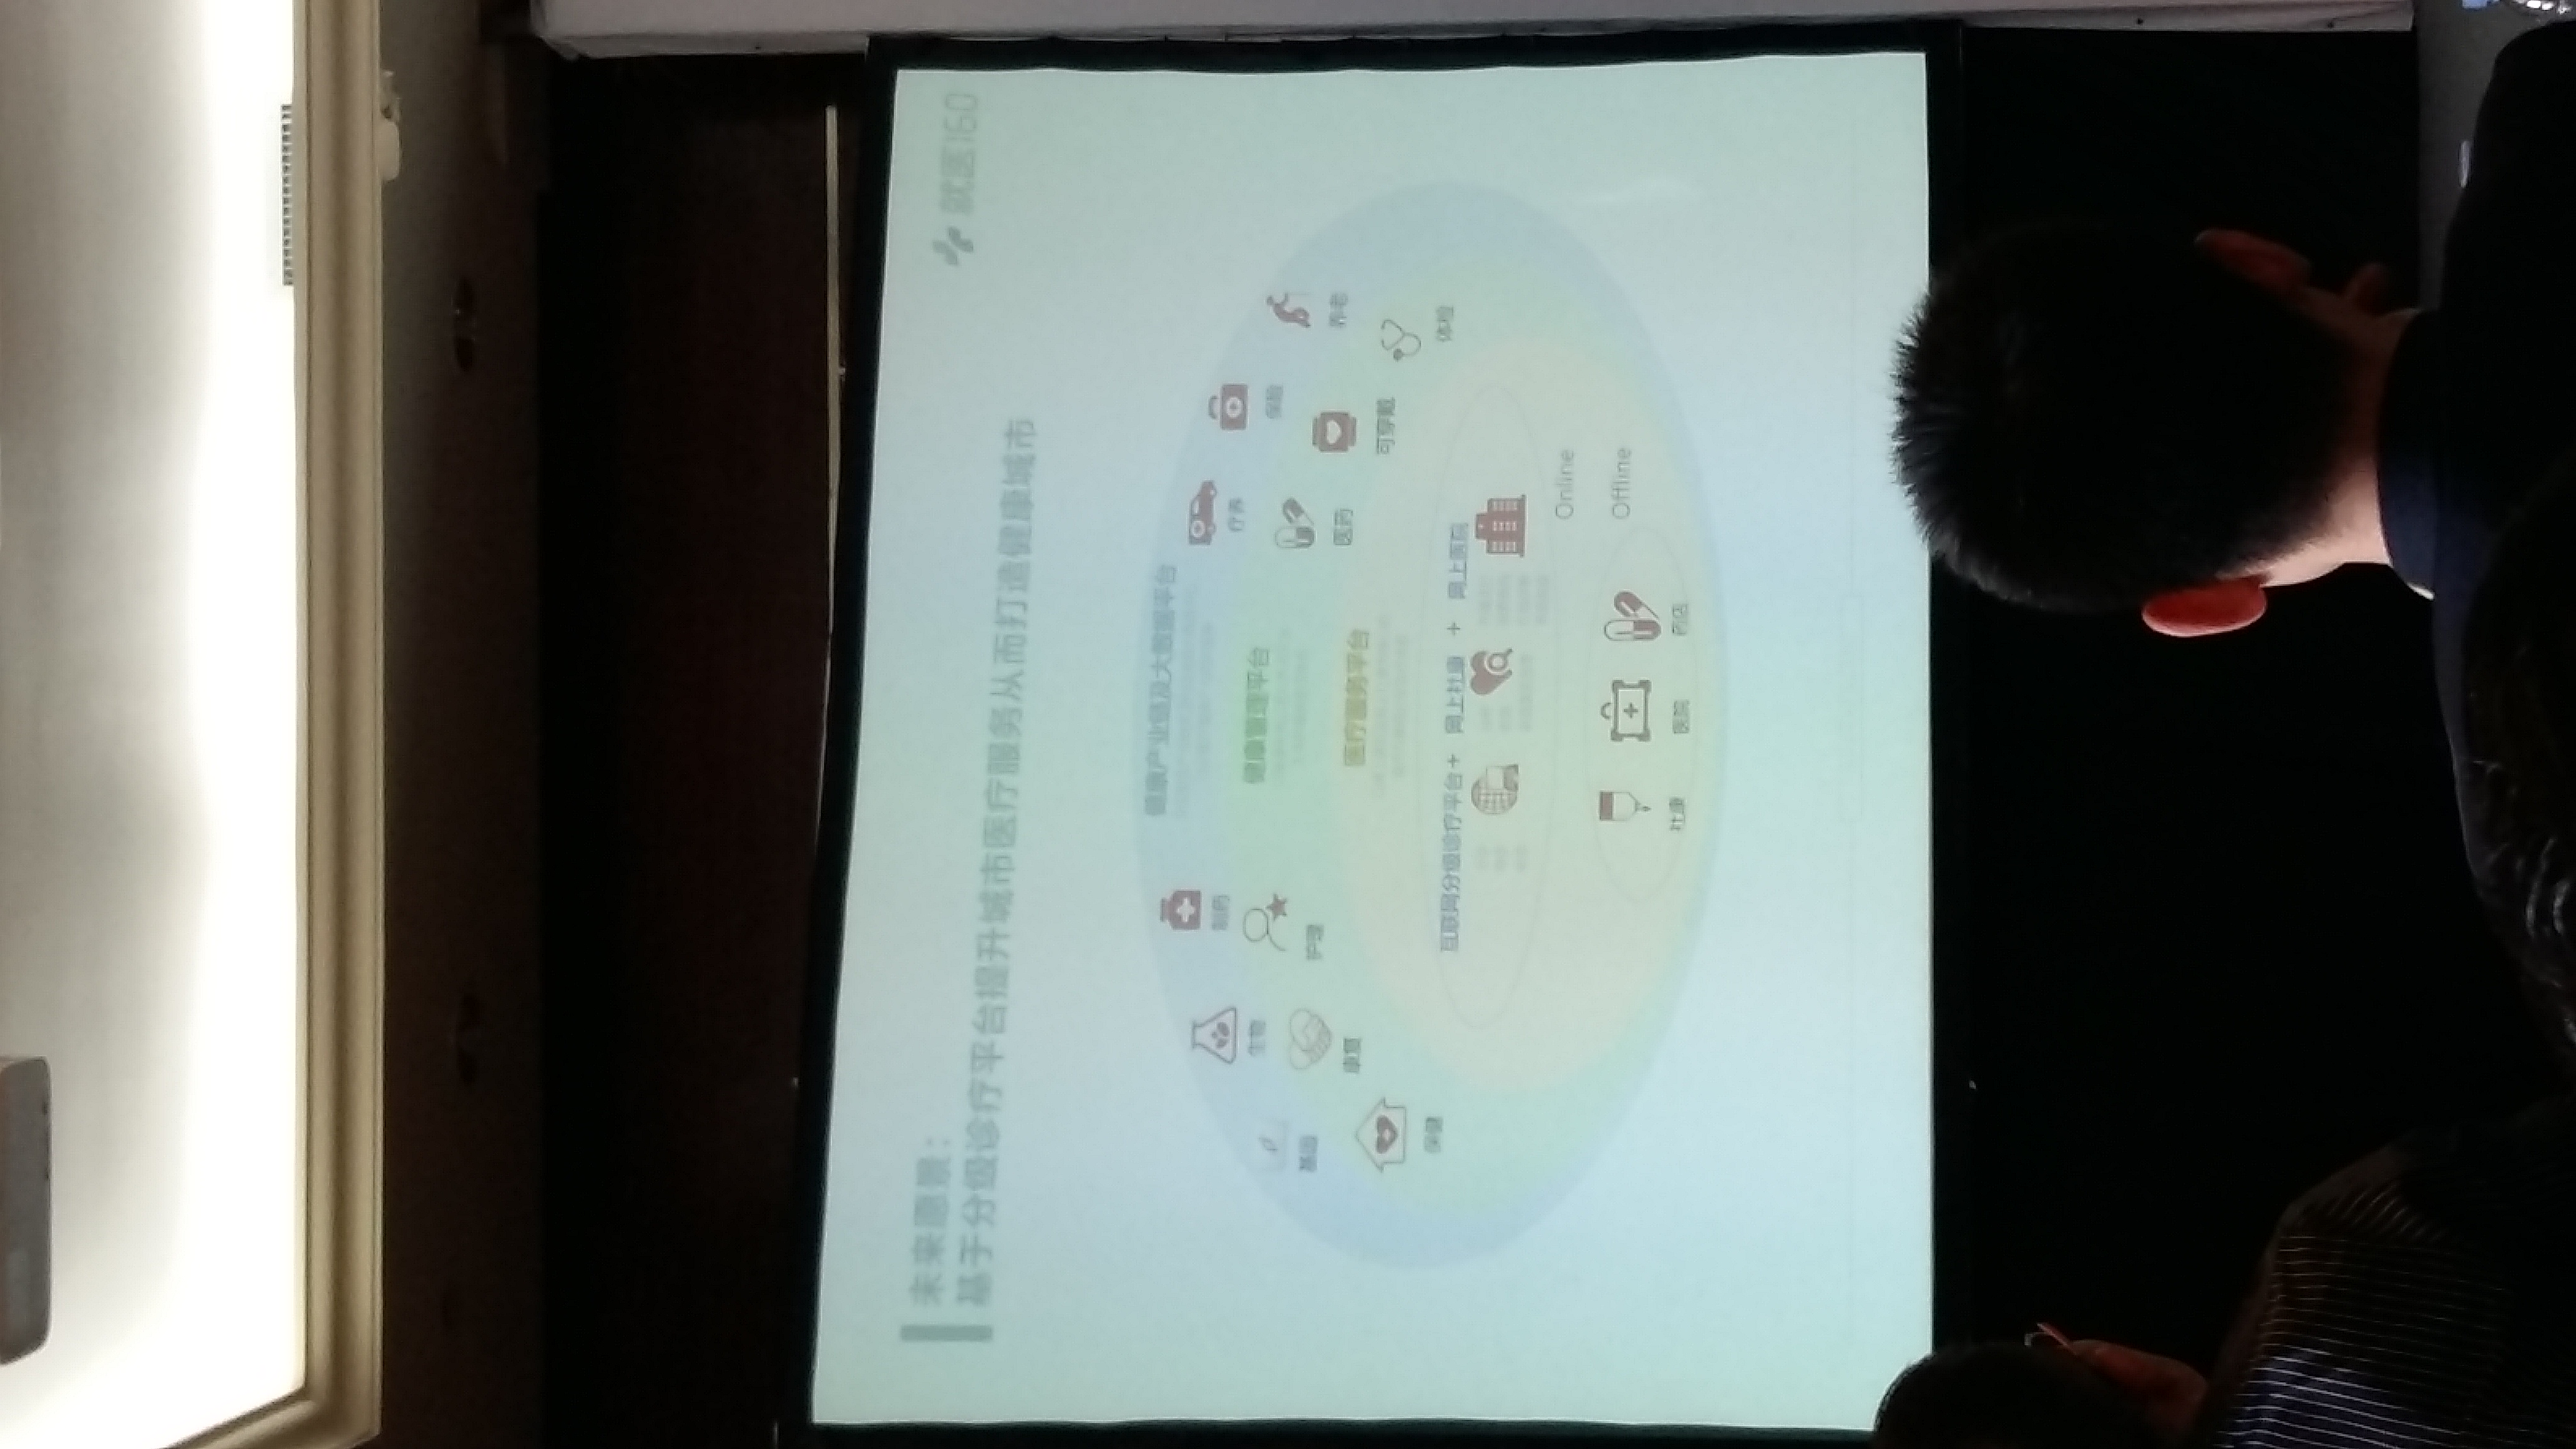 未来愿景：
就医160
基于分级诊疗平台提升城市医疗服务从而打造健康城市
健康产业链及大数据平台
制药
疗养
生物
保险
健康管理平台
基因
护理
养老
医药
康复
医疗服务平台
可穿戴
保健
体检
互联网分级诊疗平台 + 网上社康 + 网上医院
Online
Offline
社康
医院
药店